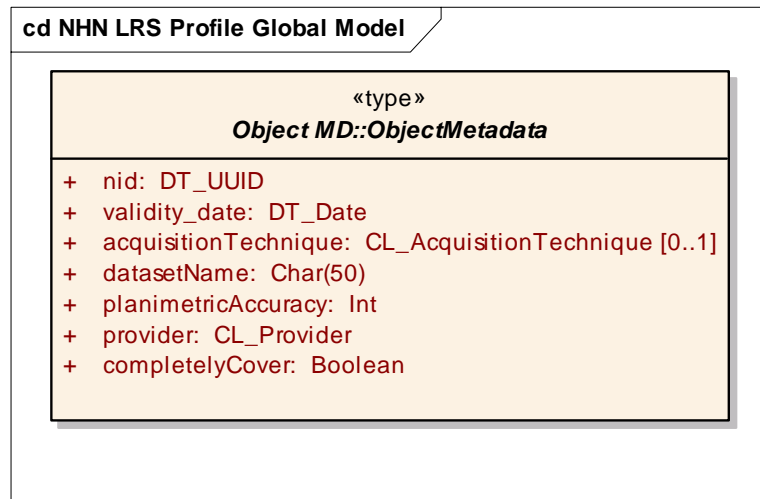 cd NHN LRS Profile Global Model
«type»
Object MD::ObjectMetadata
+ nid: DT_UUID
+ validity_date: DT_Date
+ acquisitionTechnique: CL_AcquisitionTechnique [0..1]
+ datasetName: Char(50)
+ planimetricAccuracy: Int
+ provider: CL_Provider
+ completelyCover: Boolean